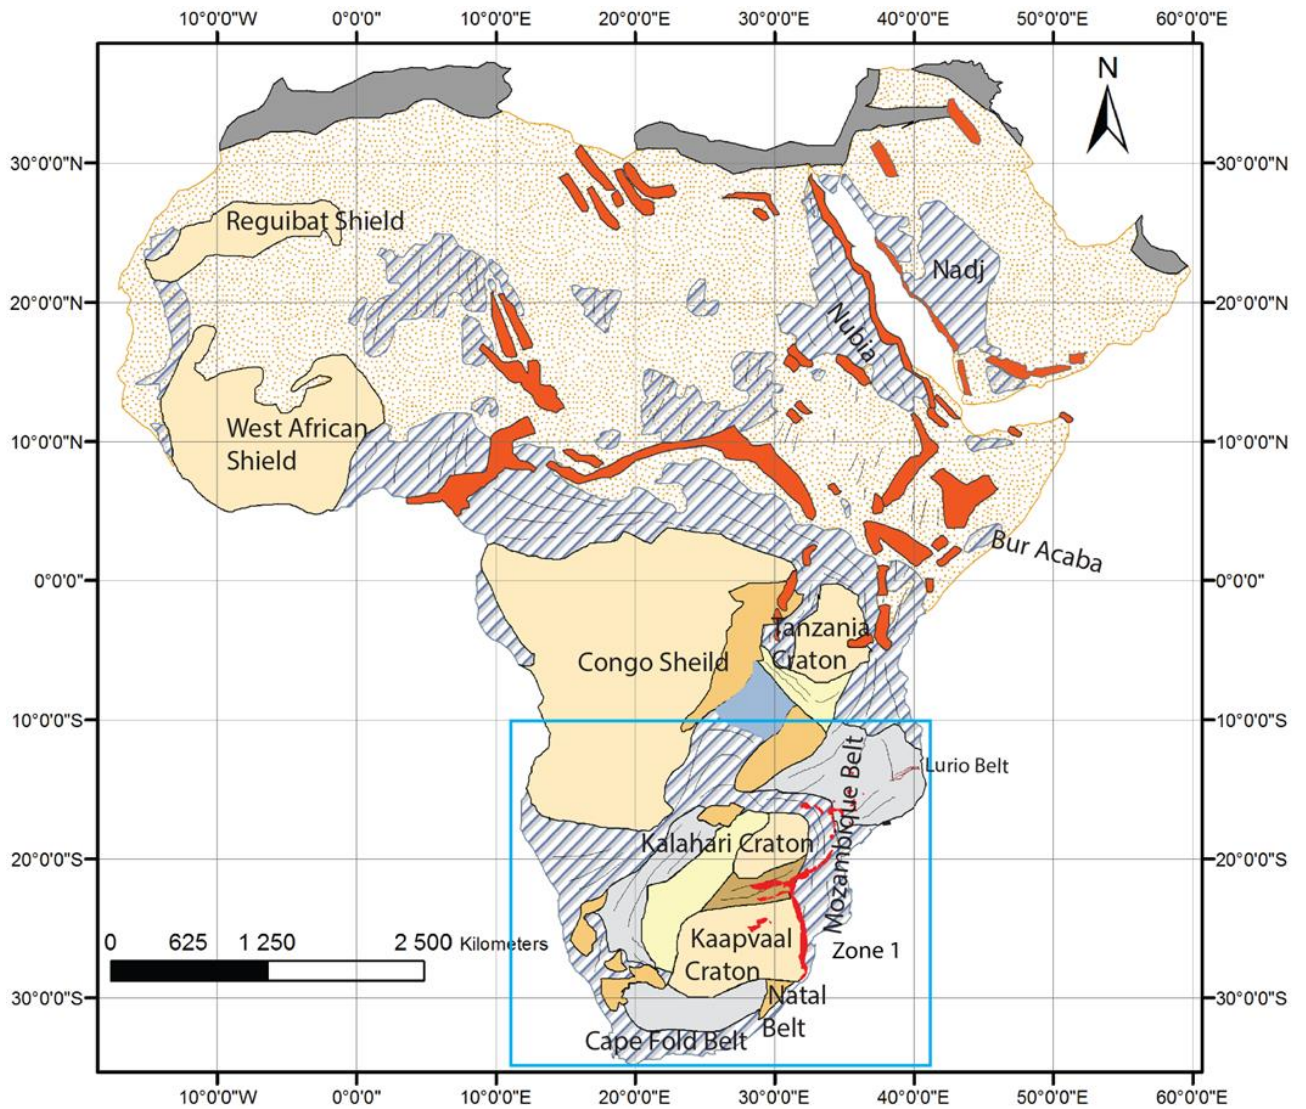 10°0'0"W 0°0'0" 10°0'0"E 20°0'0"E 30°0'0"E 40°0'0"E 50°0'0"E 60°0'0"E
N
30°0'0"N 30°0'0"N
Reguibat Shield
Nadj
20°0'0"N 20°0'0"N
Nubia
West African
Shield
10°0'0"N 10°0'0"N
Bur Acaba
0°0'0" 0°0'0"
Tanzania
Craton
Congo Sheild
10°0'0"S 10°0'0"S
Lurio Belt
Mozambique Belt
Kalahari Craton
20°0'0"S 20°0'0"S
Kaapvaal
Craton
Zone 1
0 625 1 250 2 500 Kilometers
30°0'0"S 30°0'0"S
Natal
Belt
Cape Fold Belt
10°0'0"W 0°0'0" 10°0'0"E 20°0'0"E 30°0'0"E 40°0'0"E 50°0'0"E 60°0'0"E